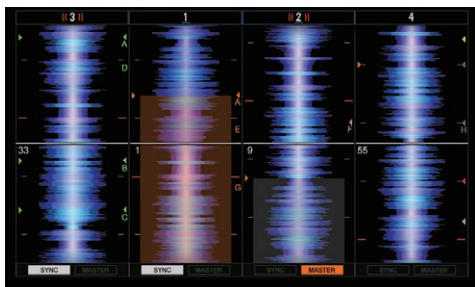 ((3)) 1 ((2)) 4
A
D
A
E
F
H
33 1 9 55
B
C
G
SYNC MASTER SYNC MASTER SYNC MASTER SYNC MASTER